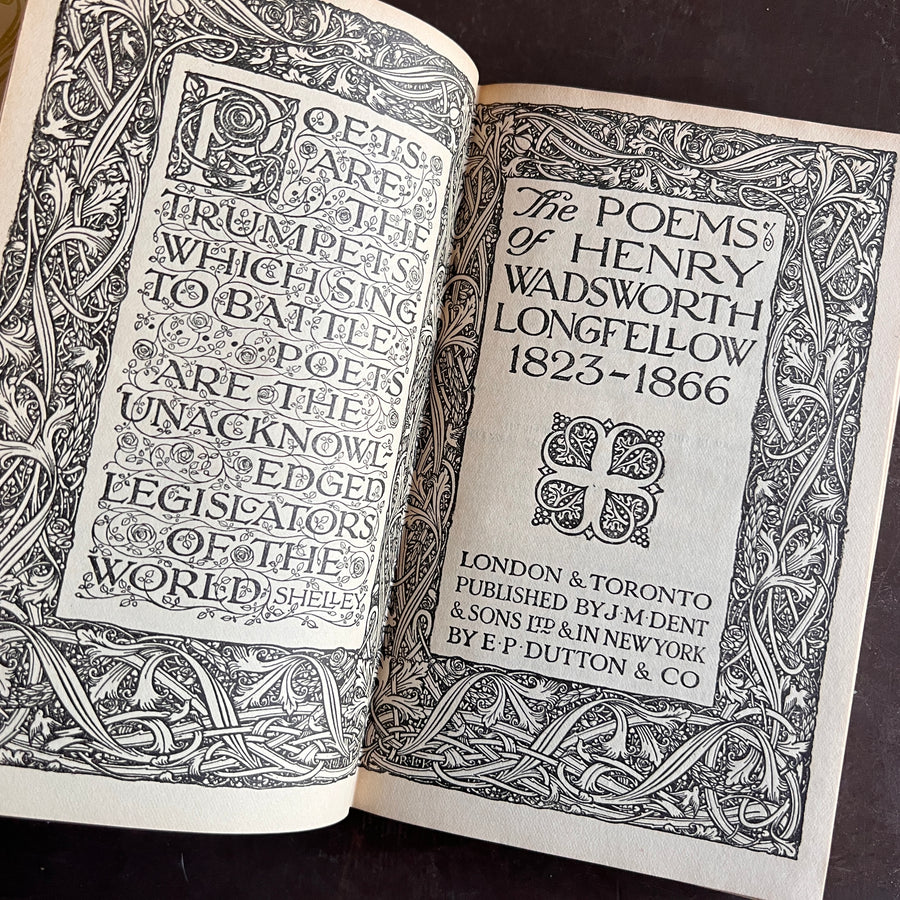 POETS
ARE
THE
TRUMPETS
WHICH SING
TO BATTLE
POETS
ARE THE
UNACKNOWL-
EDGED
LEGISLATORS
OF THE
WORLD SHELLEY
The POEMS
of HENRY
WADSWORTH
LONGFELLOW
1823-1866
LONDON & TORONTO
PUBLISHED BY J·M·DENT
& SONS LTD & IN NEW YORK
BY E·P·DUTTON & CO